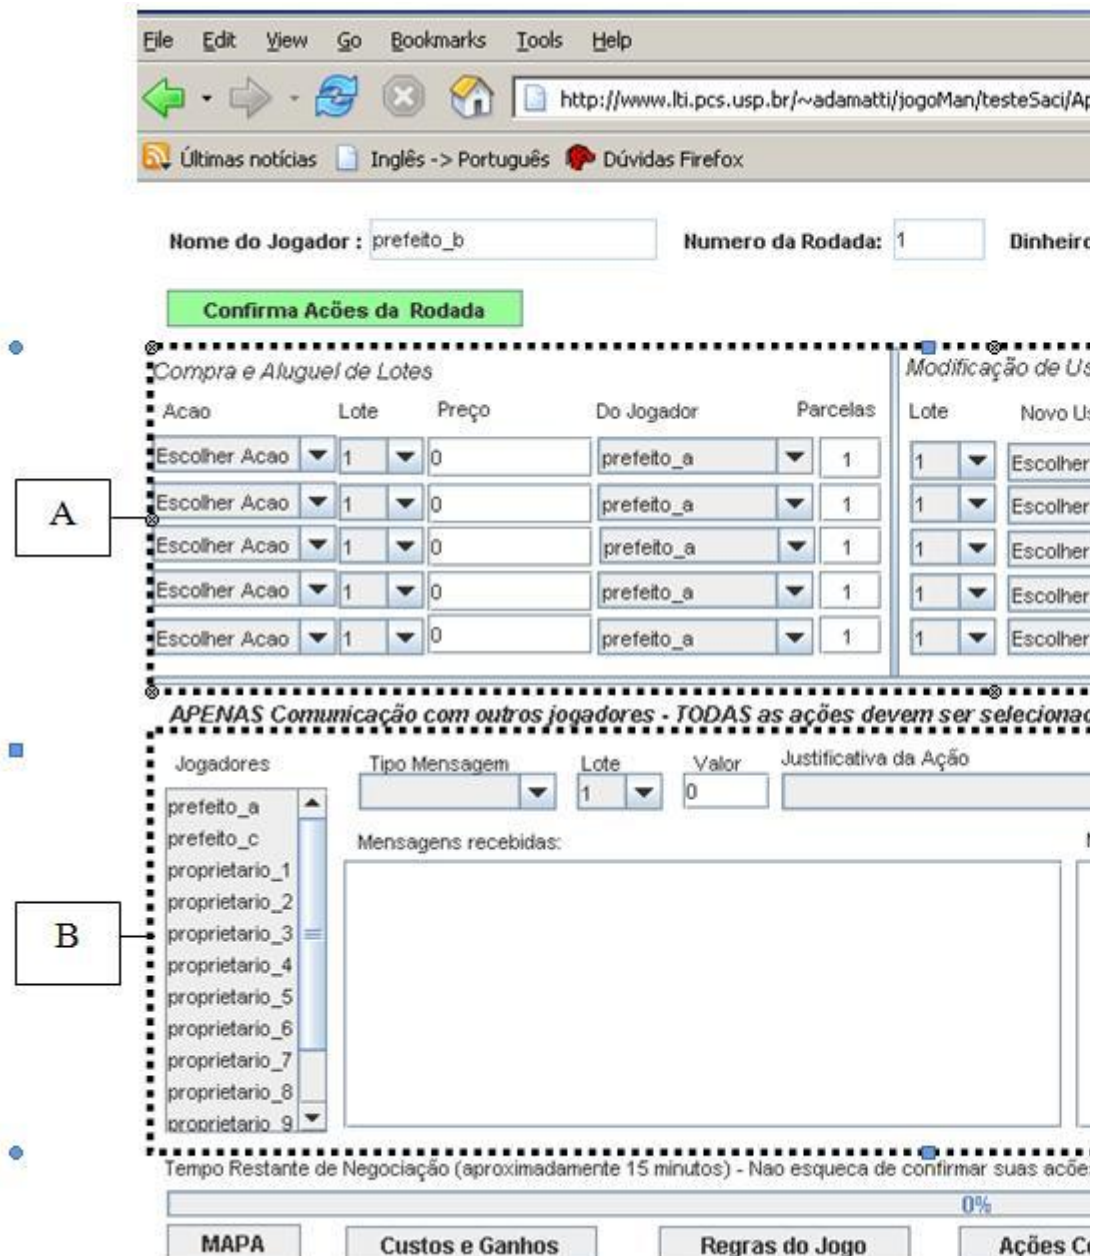 File Edit View Go Bookmarks Tools Help
http://www.lti.pcs.usp.br/~adamatti/jogoMan/testeSaci/Ap
Últimas notícias Inglês -> Português Dúvidas Firefox
Nome do Jogador : prefeito_b Numero da Rodada: 1 Dinheiro
Confirma Acões da Rodada
Compra e Aluguel de Lotes Modificação de Us
Acao Lote Preço Do Jogador Parcelas Lote Novo Us
Escolher Acao 1 0 prefeito_a 1 1 Escolher
A
Escolher Acao 1 0 prefeito_a 1 1 Escolher
Escolher Acao 1 0 prefeito_a 1 1 Escolher
Escolher Acao 1 0 prefeito_a 1 1 Escolher
Escolher Acao 1 0 prefeito_a 1 1 Escolher
APENAS Comunicação com outros jogadores - TODAS as ações devem ser selecionad
Jogadores Tipo Mensagem Lote Valor Justificativa da Ação
1 0
prefeito_a
prefeito_c Mensagens recebidas:
proprietario_1
proprietario_2
B
proprietario_3
proprietario_4
proprietario_5
proprietario_6
proprietario_7
proprietario_8
proprietario_9
Tempo Restante de Negociação (aproximadamente 15 minutos) - Nao esqueca de confirmar suas acõe
0%
MAPA Custos e Ganhos Regras do Jogo Ações Co